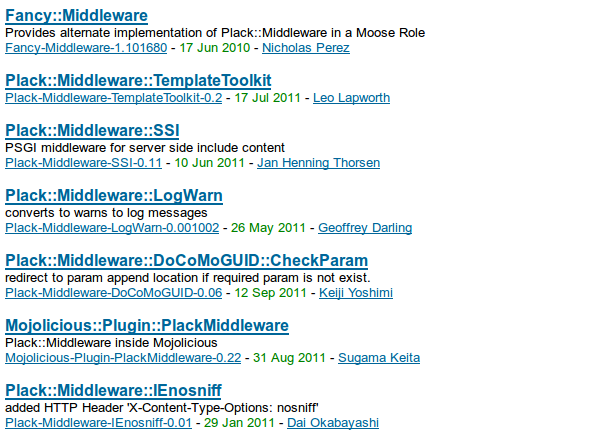 Fancy::Middleware
Provides alternate implementation of Plack::Middleware in a Moose Role
Fancy-Middleware-1.101680 - 17 Jun 2010 - Nicholas Perez
Plack::Middleware::TemplateToolkit
Plack-Middleware-TemplateToolkit-0.2 - 17 Jul 2011 - Leo Lapworth
Plack::Middleware::SSI
PSGI middleware for server side include content
Plack-Middleware-SSI-0.11 - 10 Jun 2011 - Jan Henning Thorsen
Plack::Middleware::LogWarn
converts to warns to log messages
Plack-Middleware-LogWarn-0.001002 - 26 May 2011 - Geoffrey Darling
Plack::Middleware::DoCoMoGUID::CheckParam
redirect to param append location if required param is not exist.
Plack-Middleware-DoCoMoGUID-0.06 - 12 Sep 2011 - Keiji Yoshimi
Mojolicious::Plugin::PlackMiddleware
Plack::Middleware inside Mojolicious
Mojolicious-Plugin-PlackMiddleware-0.22 - 31 Aug 2011 - Sugama Keita
Plack::Middleware::IEnosniff
added HTTP Header 'X-Content-Type-Options: nosniff'
Plack-Middleware-IEnosniff-0.01 - 29 Jan 2011 - Dai Okabayashi